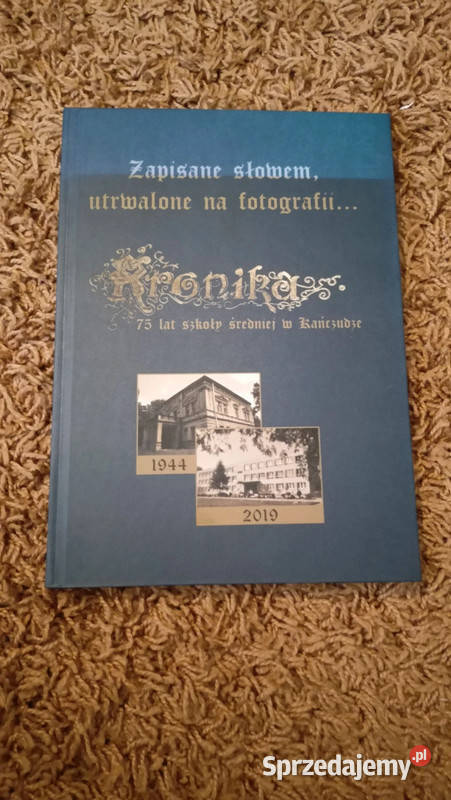 Zapisane słowem,
utrwalone na fotografii...
Kronika
75 lat szkoły średniej w Kańczudze
1944
2019
Sprzedajemy.pl